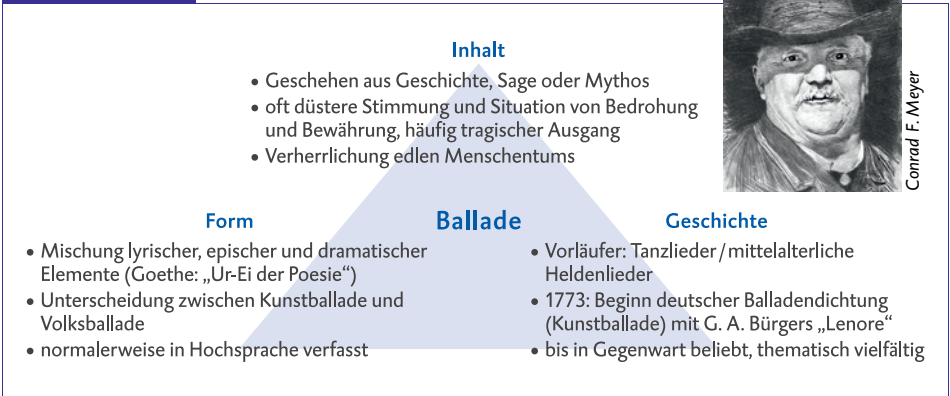 Inhalt
• Geschehen aus Geschichte, Sage oder Mythos
• oft düstere Stimmung und Situation von Bedrohung
und Bewährung, häufig tragischer Ausgang
• Verherrlichung edlen Menschentums
Conrad F. Meyer
Ballade
Form
• Mischung lyrischer, epischer und dramatischer
Elemente (Goethe: „Ur-Ei der Poesie“)
• Unterscheidung zwischen Kunstballade und
Volksballade
• normalerweise in Hochsprache verfasst
Geschichte
• Vorläufer: Tanzlieder/mittelalterliche
Heldenlieder
• 1773: Beginn deutscher Balladendichtung
(Kunstballade) mit G. A. Bürgers „Lenore“
• bis in Gegenwart beliebt, thematisch vielfältig